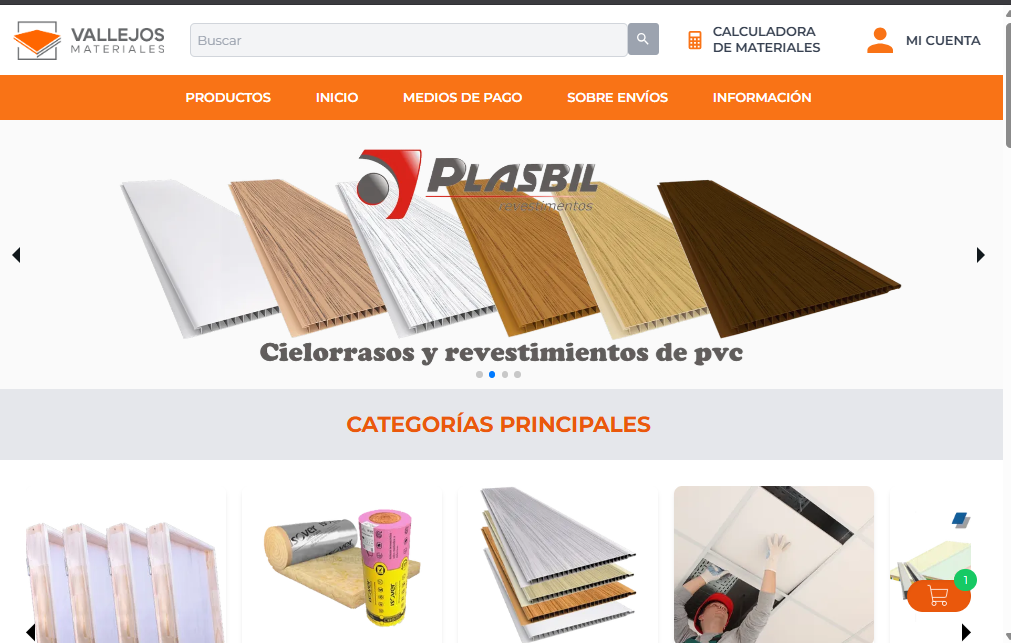 VALLEJOS
MATERIALES
Buscar
CALCULADORA
DE MATERIALES
MI CUENTA
PRODUCTOS
INICIO
MEDIOS DE PAGO
SOBRE ENVÍOS
INFORMACIÓN
PLASBIL
Cielorrasos y revestimientos de pvc
CATEGORÍAS PRINCIPALES
1